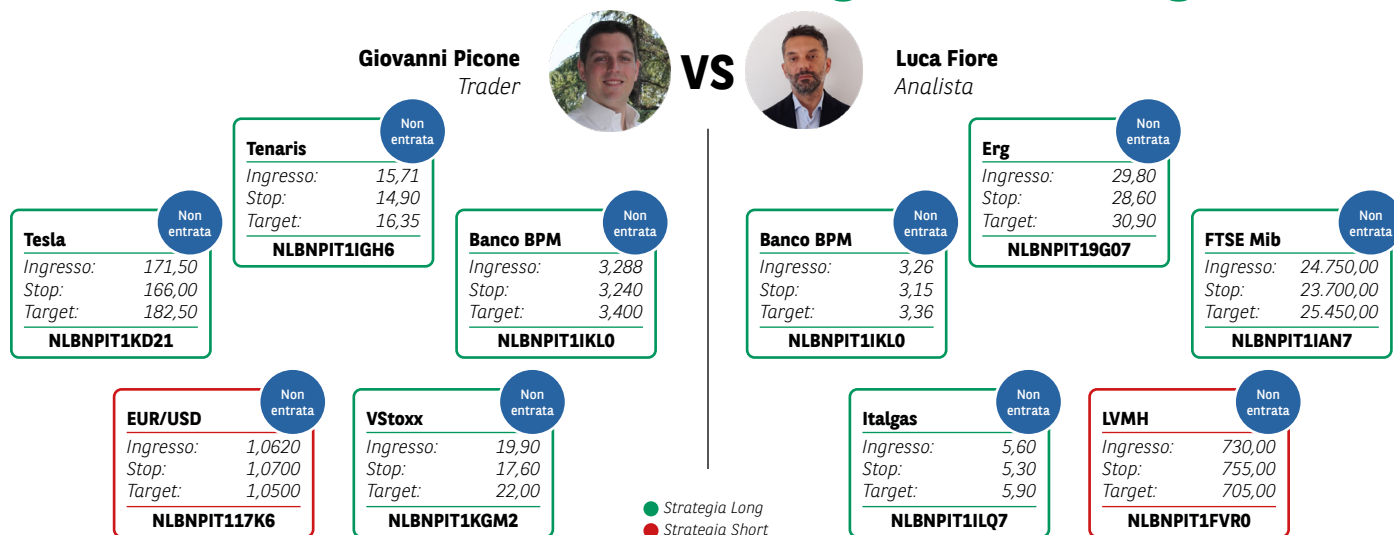 Giovanni Picone
Trader
VS
Luca Fiore
Analista
Non
entrata
Tenaris
Ingresso: 15,71
Stop: 14,90
Target: 16,35
NLBNPIT1IGH6
Non
entrata
Tesla
Ingresso: 171,50
Stop: 166,00
Target: 182,50
NLBNPIT1KD21
Non
entrata
Banco BPM
Ingresso: 3,288
Stop: 3,240
Target: 3,400
NLBNPIT1IKL0
Non
entrata
EUR/USD
Ingresso: 1,0620
Stop: 1,0700
Target: 1,0500
NLBNPIT117K6
Non
entrata
VStoxx
Ingresso: 19,90
Stop: 17,60
Target: 22,00
NLBNPIT1KGM2
Non
entrata
Erg
Ingresso: 29,80
Stop: 28,60
Target: 30,90
NLBNPIT19G07
Non
entrata
Banco BPM
Ingresso: 3,26
Stop: 3,15
Target: 3,36
NLBNPIT1IKL0
Non
entrata
FTSE Mib
Ingresso: 24.750,00
Stop: 23.700,00
Target: 25.450,00
NLBNPIT1IAN7
Non
entrata
Italgas
Ingresso: 5,60
Stop: 5,30
Target: 5,90
NLBNPIT1ILQ7
Non
entrata
LVMH
Ingresso: 730,00
Stop: 755,00
Target: 705,00
NLBNPIT1FVR0
Strategia Long
Strategia Short